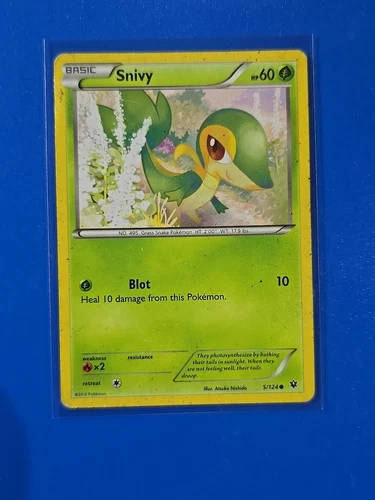 BASIC Snivy HP60
NO. 495 Grass Snake Pokémon HT: 2'00" WT: 17.9 lbs.
Blot 10
Heal 10 damage from this Pokémon.
weakness resistance
×2
retreat
They photosynthesize by bathing
their tails in sunlight. When they
are not feeling well, their tails
droop.
Illus. Atsuko Nishida
©2016 Pokémon 5/124